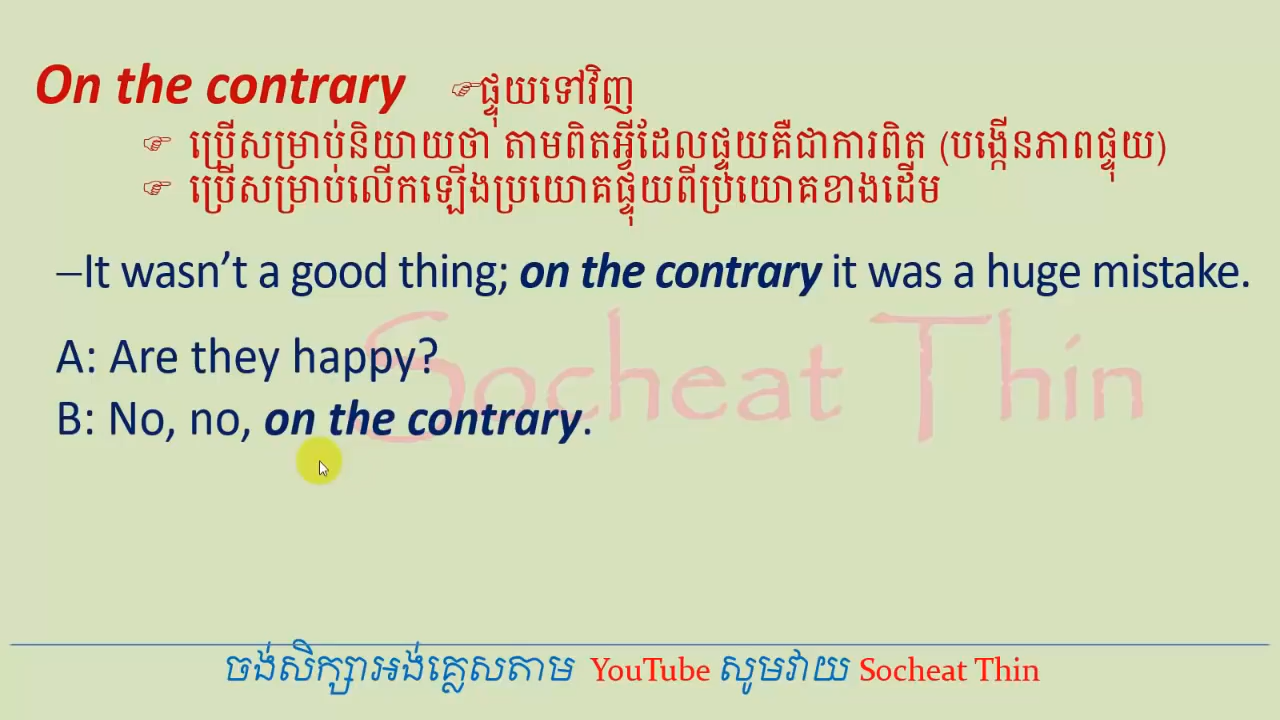 On the contrary ☞ផ្ទុយទៅវិញ
☞ ប្រើសម្រាប់និយាយថា តាមពិតអ្វីដែលផ្ទុយគឺជាការពិត (បង្កើនភាពផ្ទុយ)
☞ ប្រើសម្រាប់លើកឡើងប្រយោគផ្ទុយពីប្រយោគខាងដើម
–It wasn’t a good thing; on the contrary it was a huge mistake.
Socheat Thin
A: Are they happy?
B: No, no, on the contrary.
ចង់សិក្សាអង់គ្លេសតាម YouTube សូមវាយ Socheat Thin